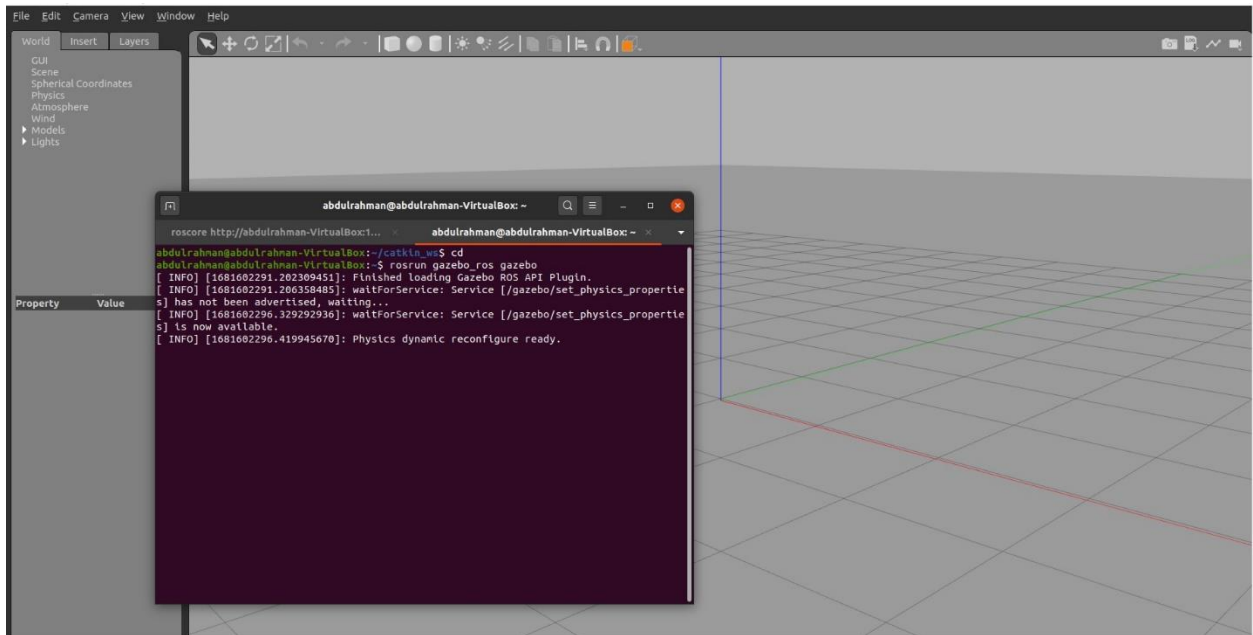 File Edit Camera View Window Help
World Insert Layers
GUI
Scene
Spherical Coordinates
Physics
Atmosphere
Wind
Models
Lights
Property Value
abdulrahman@abdulrahman-VirtualBox: ~
roscore http://abdulrahman-VirtualBox:1... abdulrahman@abdulrahman-VirtualBox: ~
abdulrahman@abdulrahman-VirtualBox:~/catkin_ws$ cd
abdulrahman@abdulrahman-VirtualBox:~$ rosrun gazebo_ros gazebo
[ INFO] [1681602291.202309451]: Finished loading Gazebo ROS API Plugin.
[ INFO] [1681602291.206358485]: waitForService: Service [/gazebo/set_physics_propertie
s] has not been advertised, waiting...
[ INFO] [1681602296.329292936]: waitForService: Service [/gazebo/set_physics_propertie
s] is now available.
[ INFO] [1681602296.419945670]: Physics dynamic reconfigure ready.